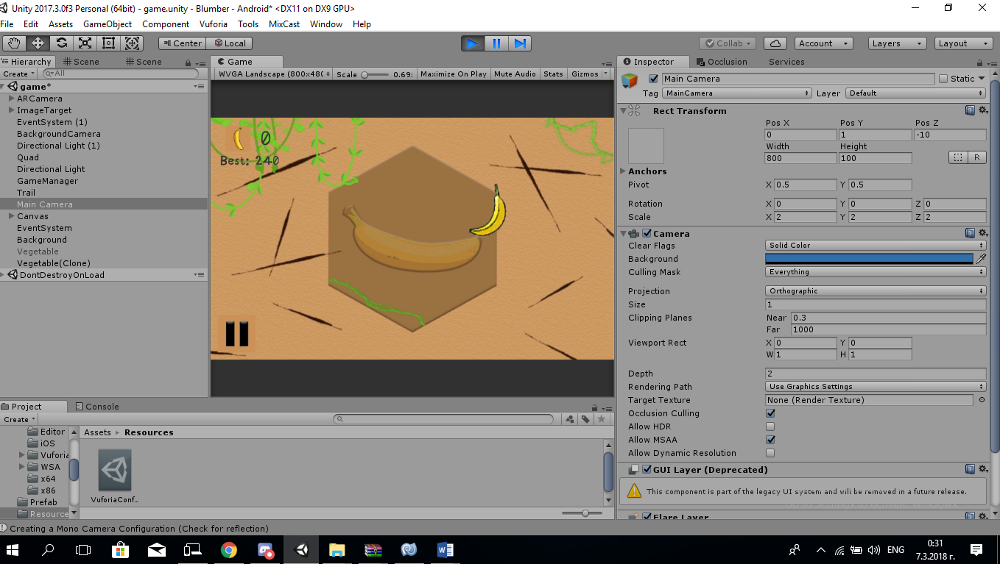 Unity 2017.3.0f3 Personal (64bit) - game.unity - Blumber - Android* <DX11 on DX9 GPU>
File Edit Assets GameObject Component Vuforia Tools MixCast Window Help
Center Local Collab Account Layers Layout
Hierarchy Scene Scene
Create All
game*
ARCamera
ImageTarget
EventSystem (1)
BackgroundCamera
Directional Light (1)
Quad
Directional Light
GameManager
Trail
Main Camera
Canvas
EventSystem
Background
Vegetable
Vegetable(Clone)
DontDestroyOnLoad
Game
WVGA Landscape (800x480 Scale 0.69: Maximize On Play Mute Audio Stats Gizmos
0
Best: 240
Inspector Occlusion Services
Main Camera Static
Tag MainCamera Layer Default
Rect Transform
Pos X Pos Y Pos Z
0 1 -10
Width Height
800 100 R
Anchors
Pivot X 0.5 Y 0.5
Rotation X 0 Y 0 Z 0
Scale X 2 Y 2 Z 2
Camera
Clear Flags Solid Color
Background
Culling Mask Everything
Projection Orthographic
Size 1
Clipping Planes Near 0.3
Far 1000
Viewport Rect X 0 Y 0
W 1 H 1
Depth 2
Rendering Path Use Graphics Settings
Target Texture None (Render Texture)
Occlusion Culling
Allow HDR
Allow MSAA
Allow Dynamic Resolution
GUI Layer (Deprecated)
This component is part of the legacy UI system and will be removed in a future release.
Flare Layer
Project Console
Create
Editor
iOS
Vuforia
WSA
x64
x86
Prefab
Resource
Assets Resources
VuforiaConf...
Creating a Mono Camera Configuration (Check for reflection)
ENG
0:31
7.3.2018 г.